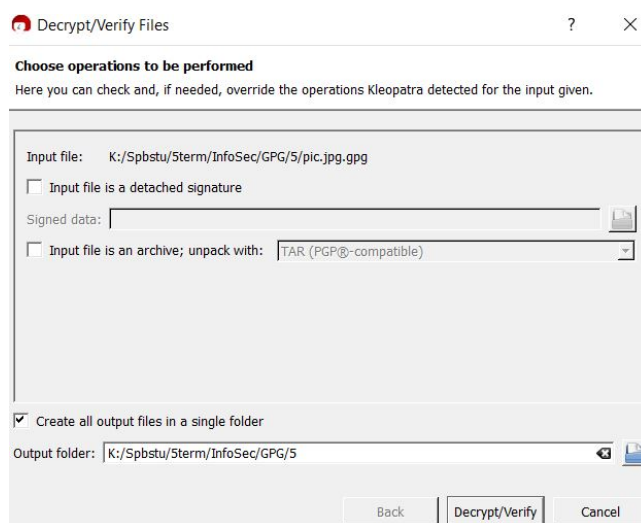 Decrypt/Verify Files ?
Choose operations to be performed
Here you can check and, if needed, override the operations Kleopatra detected for the input given.
Input file: K:/Spbstu/5term/InfoSec/GPG/5/pic.jpg.gpg
Input file is a detached signature
Signed data:
Input file is an archive; unpack with: TAR (PGP®-compatible)
Create all output files in a single folder
Output folder: K:/Spbstu/5term/InfoSec/GPG/5
Back Decrypt/Verify Cancel